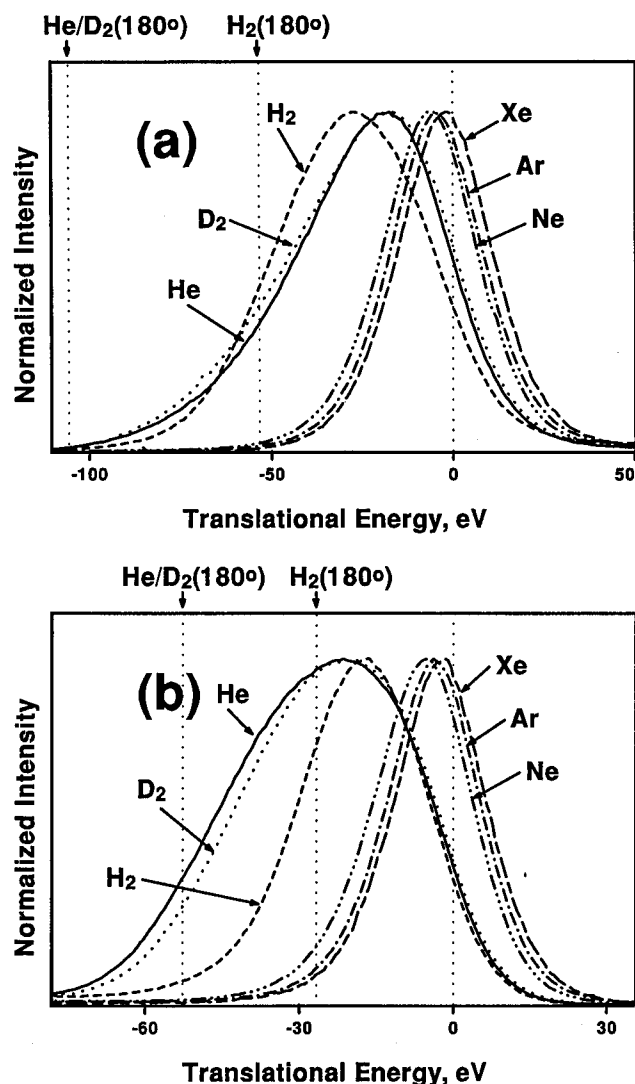 He/D₂(180º) H₂(180º)
(a)
H₂
Xe
Ar
D₂
Ne
He
Normalized Intensity
-100 -50 0 50
Translational Energy, eV
He/D₂(180º) H₂(180º)
(b)
He
Xe
Ar
D₂
Ne
H₂
Normalized Intensity
-60 -30 0 30
Translational Energy, eV